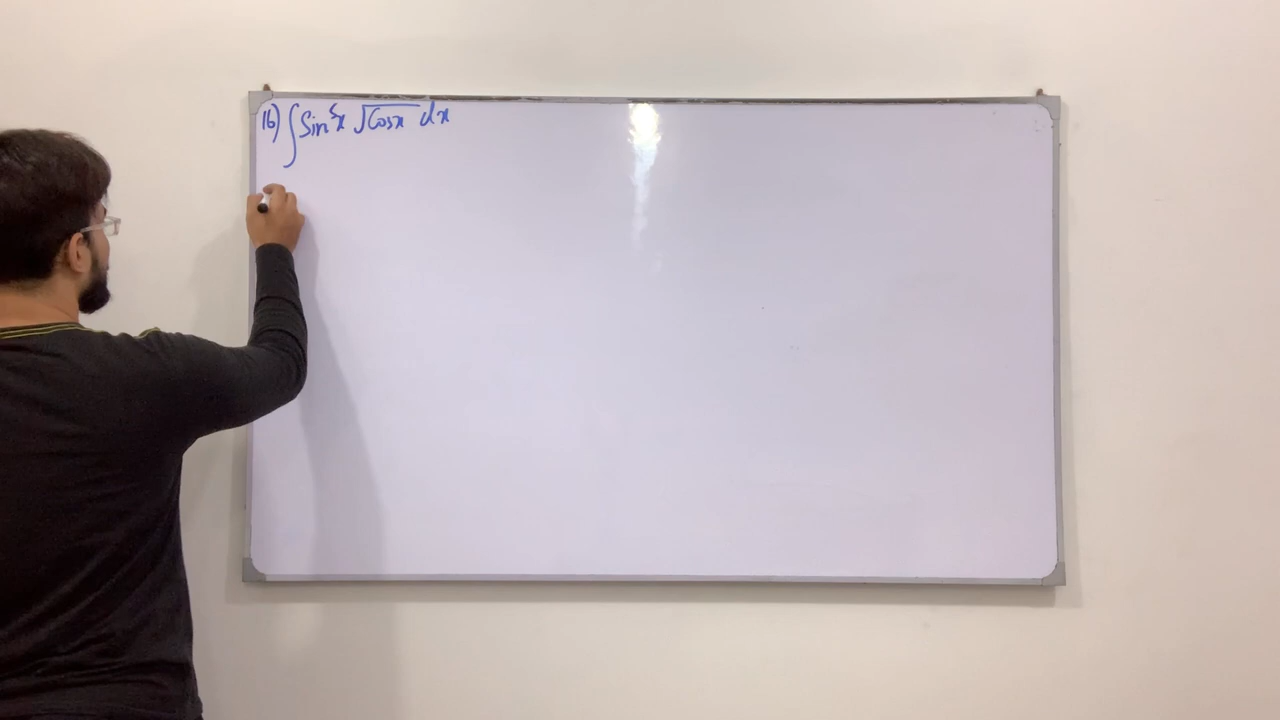 16) ∫ Sin⁵x √Cosx dx